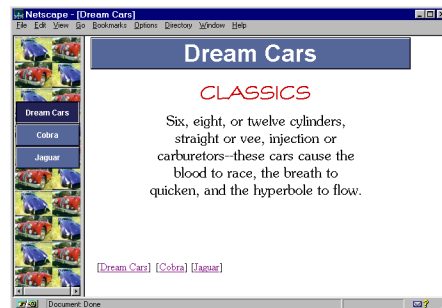 Netscape - [Dream Cars]
File Edit View Go Bookmarks Options Directory Window Help
Dream Cars
Dream Cars
Cobra
Jaguar
CLASSICS
Six, eight, or twelve cylinders,
straight or vee, injection or
carburetors--these cars cause the
blood to race, the breath to
quicken, and the hyperbole to flow.
[Dream Cars] [Cobra] [Jaguar]
Document: Done